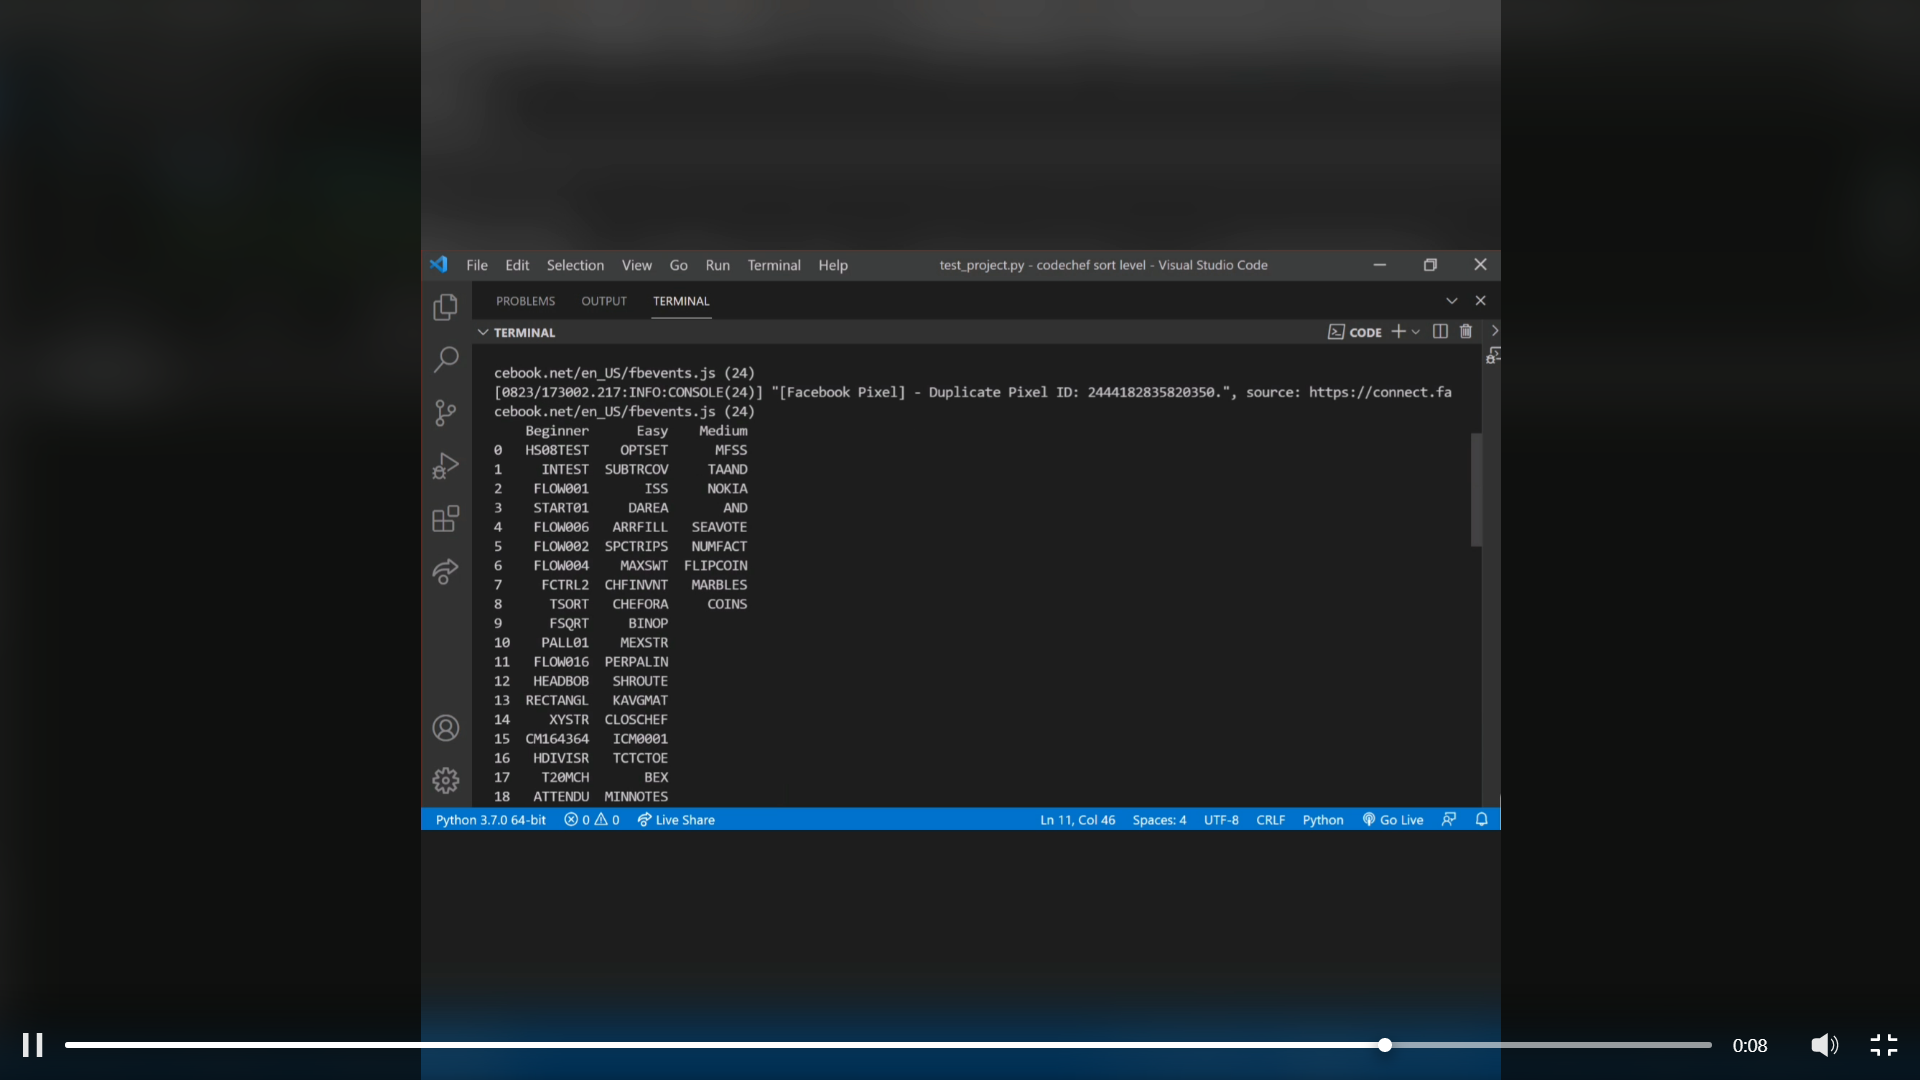 File Edit Selection View Go Run Terminal Help test_project.py - codechef sort level - Visual Studio Code
PROBLEMS OUTPUT TERMINAL
TERMINAL CODE
cebook.net/en_US/fbevents.js (24)
[0823/173002.217:INFO:CONSOLE(24)] "[Facebook Pixel] - Duplicate Pixel ID: 2444182835820350.", source: https://connect.fa
cebook.net/en_US/fbevents.js (24)
Beginner Easy Medium
0 HS08TEST OPTSET MFSS
1 INTEST SUBTRCOV TAAND
2 FLOW001 ISS NOKIA
3 START01 DAREA AND
4 FLOW006 ARRFILL SEAVOTE
5 FLOW002 SPCTRIPS NUMFACT
6 FLOW004 MAXSWT FLIPCOIN
7 FCTRL2 CHFINVNT MARBLES
8 TSORT CHEFORA COINS
9 FSQRT BINOP
10 PALL01 MEXSTR
11 FLOW016 PERPALIN
12 HEADBOB SHROUTE
13 RECTANGL KAVGMAT
14 XYSTR CLOSCHEF
15 CM164364 ICM0001
16 HDIVISR TCTCTOE
17 T20MCH BEX
18 ATTENDU MINNOTES
Python 3.7.0 64-bit 0 0 Live Share Ln 11, Col 46 Spaces: 4 UTF-8 CRLF Python Go Live
0:08